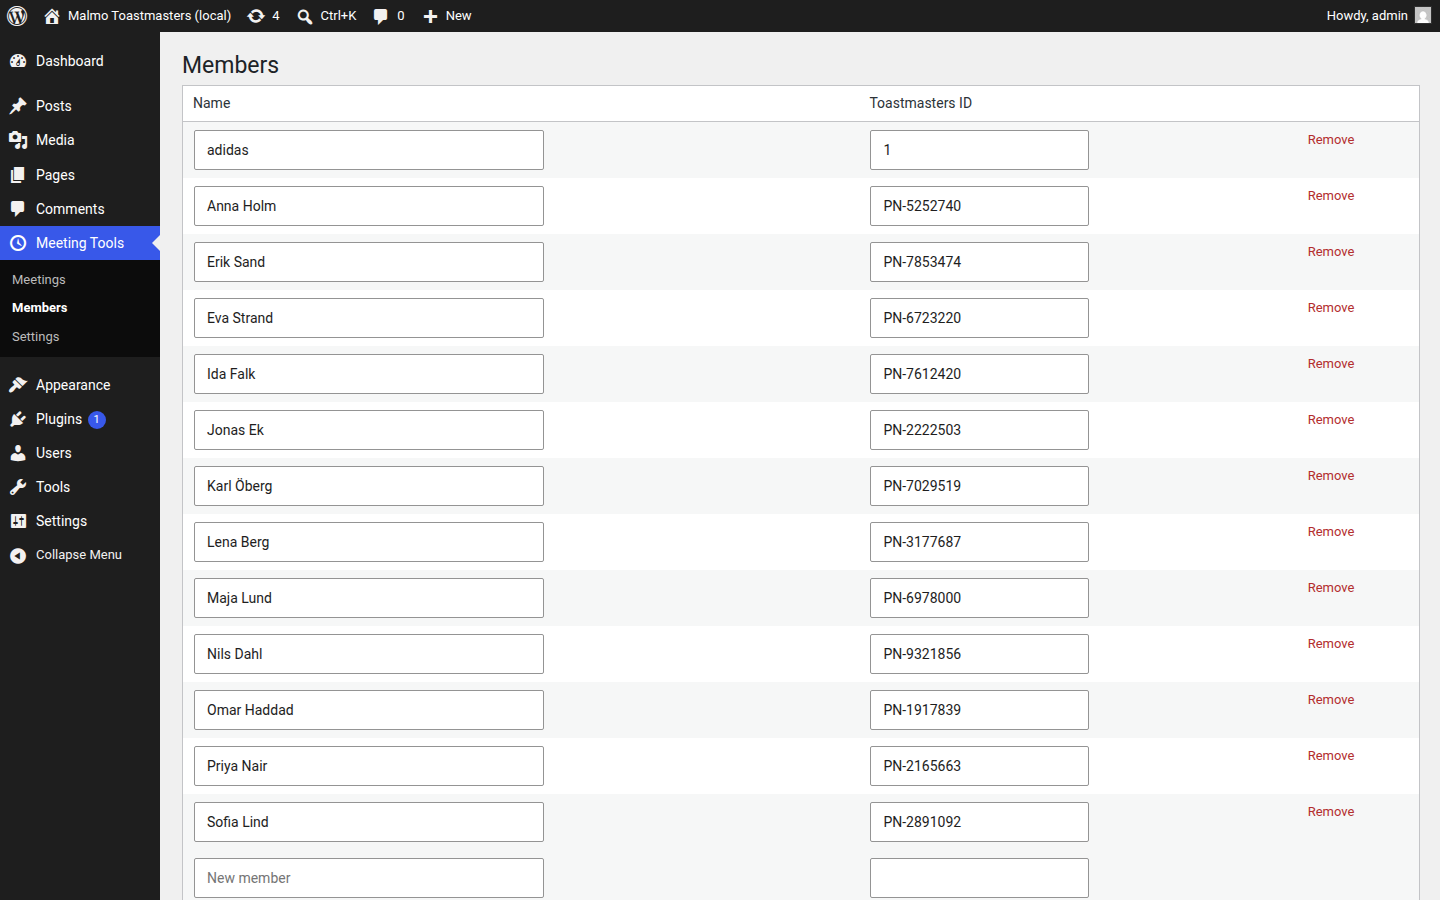 Malmo Toastmasters (local) 4 Ctrl+K 0 New Howdy, admin
Dashboard
Posts
Media
Pages
Comments
Meeting Tools
Meetings
Members
Settings
Appearance
Plugins 1
Users
Tools
Settings
Collapse Menu
Members
Name Toastmasters ID
adidas 1 Remove
Anna Holm PN-5252740 Remove
Erik Sand PN-7853474 Remove
Eva Strand PN-6723220 Remove
Ida Falk PN-7612420 Remove
Jonas Ek PN-2222503 Remove
Karl Öberg PN-7029519 Remove
Lena Berg PN-3177687 Remove
Maja Lund PN-6978000 Remove
Nils Dahl PN-9321856 Remove
Omar Haddad PN-1917839 Remove
Priya Nair PN-2165663 Remove
Sofia Lind PN-2891092 Remove
New member